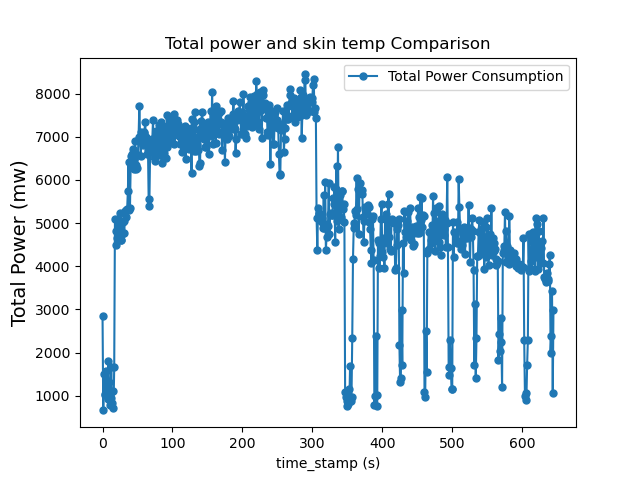 Total power and skin temp Comparison
Total Power Consumption
Total Power (mw)
8000
7000
6000
5000
4000
3000
2000
1000
0 100 200 300 400 500 600
time_stamp (s)